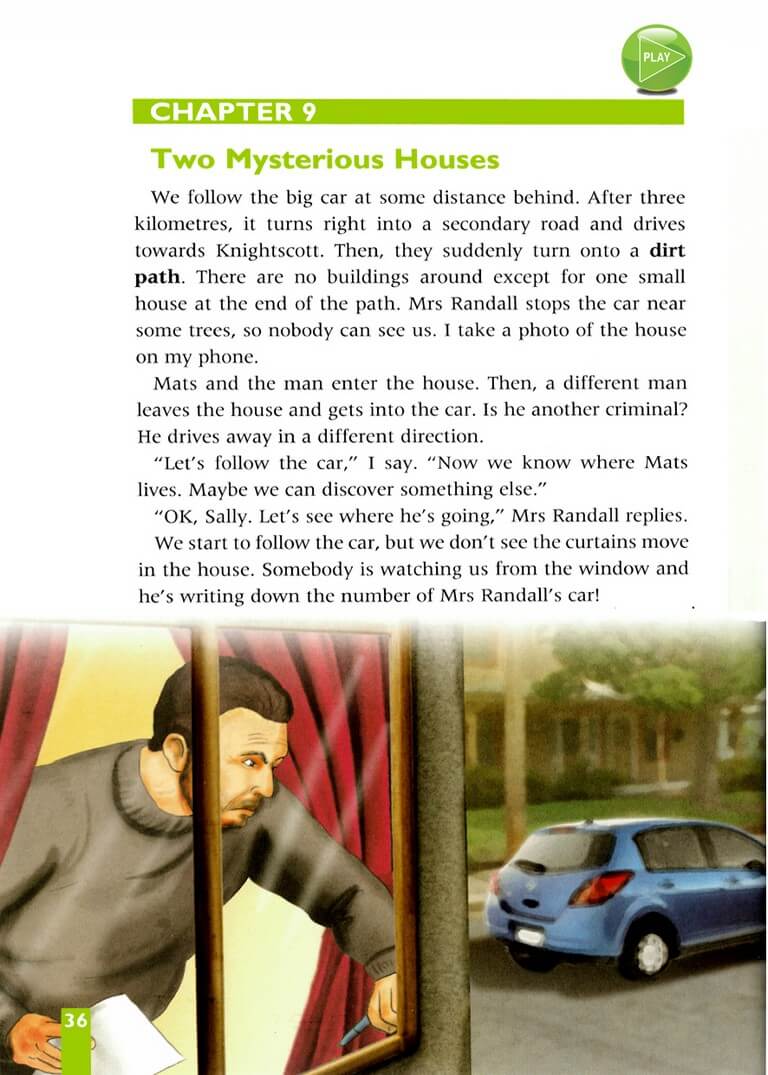 PLAY
CHAPTER 9
Two Mysterious Houses
We follow the big car at some distance behind. After three
kilometres, it turns right into a secondary road and drives
towards Knightscott. Then, they suddenly turn onto a dirt
path. There are no buildings around except for one small
house at the end of the path. Mrs Randall stops the car near
some trees, so nobody can see us. I take a photo of the house
on my phone.
Mats and the man enter the house. Then, a different man
leaves the house and gets into the car. Is he another criminal?
He drives away in a different direction.
“Let’s follow the car,” I say. “Now we know where Mats
lives. Maybe we can discover something else.”
“OK, Sally. Let’s see where he’s going,” Mrs Randall replies.
We start to follow the car, but we don’t see the curtains move
in the house. Somebody is watching us from the window and
he’s writing down the number of Mrs Randall’s car!
36